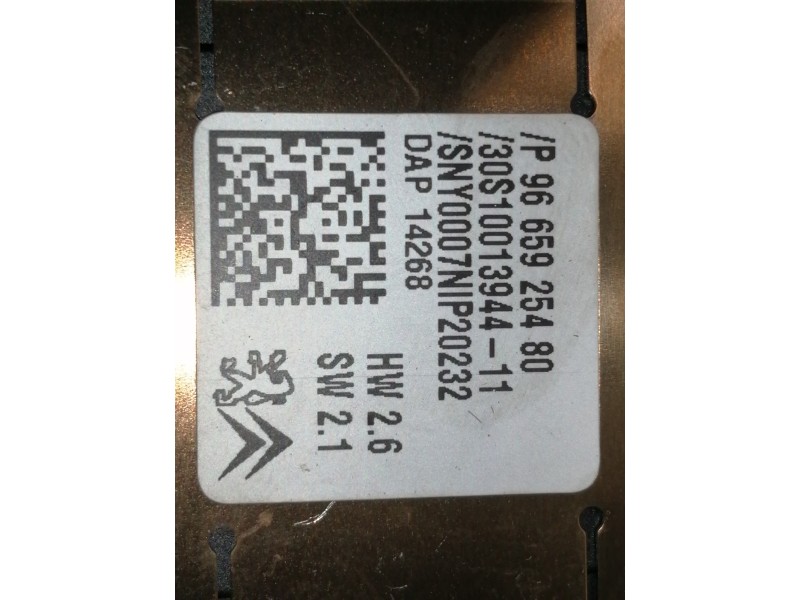 /P 96 659 254 80
/30S10013944-11
/SNY0007NIP20232
DAP 14268
HW 2.6
SW 2.1